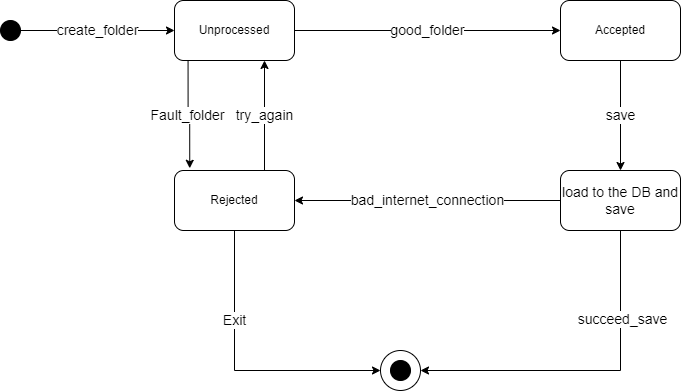 create_folder
Unprocessed
good_folder
Accepted
Fault_folder
try_again
save
Rejected
bad_internet_connection
load to the DB and
save
Exit
succeed_save